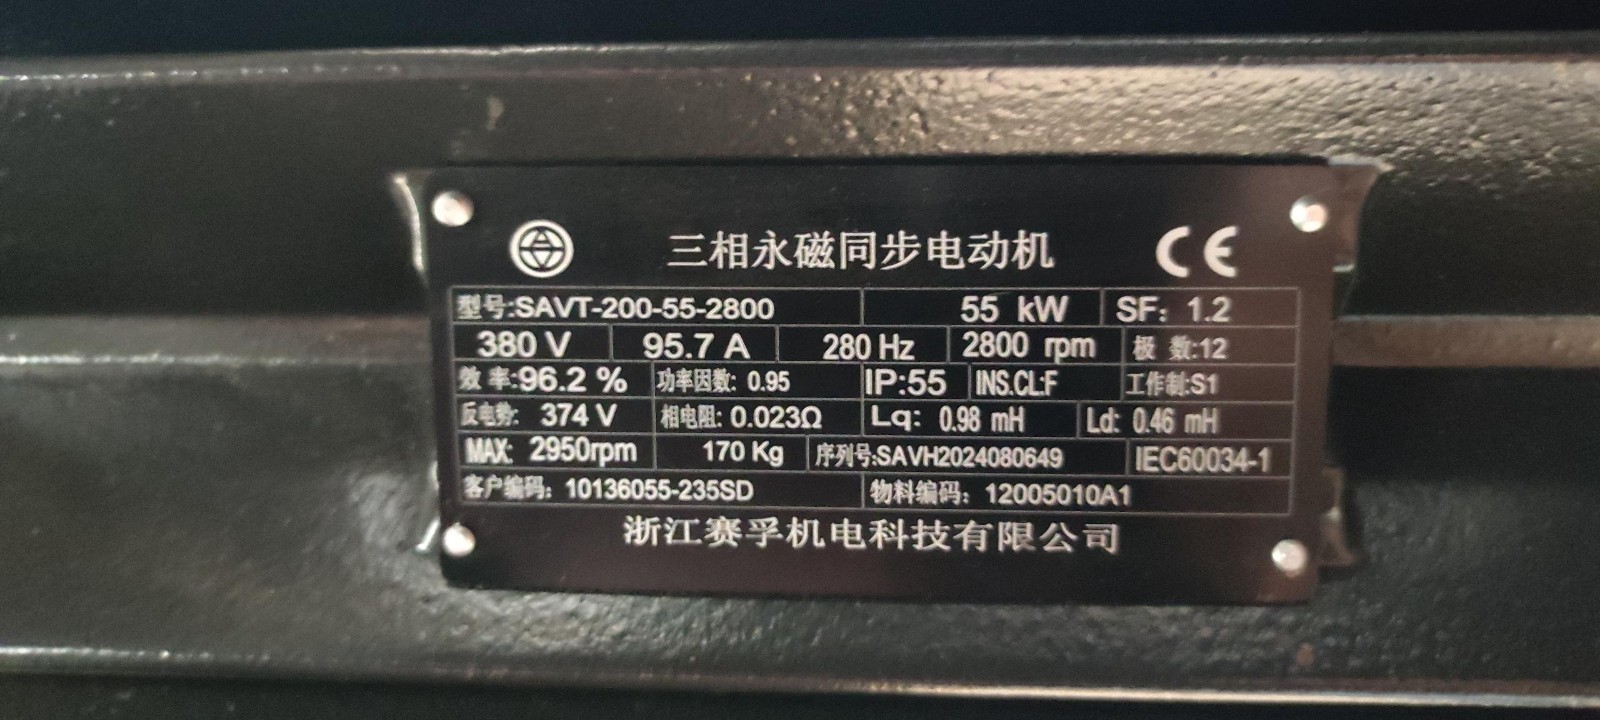 三相永磁同步电动机 CE
型号:SAVT-200-55-2800 55 kW SF: 1.2
380 V 95.7 A 280 Hz 2800 rpm 极 数:12
效 率:96.2 % 功率因数: 0.95 IP:55 INS.CL:F 工作制:S1
反电势: 374 V 相电阻: 0.023Ω Lq: 0.98 mH Ld: 0.46 mH
MAX: 2950rpm 170 Kg 序列号:SAVH2024080649 IEC60034-1
客户编码: 10136055-235SD 物料编码: 12005010A1
浙江赛孚机电科技有限公司